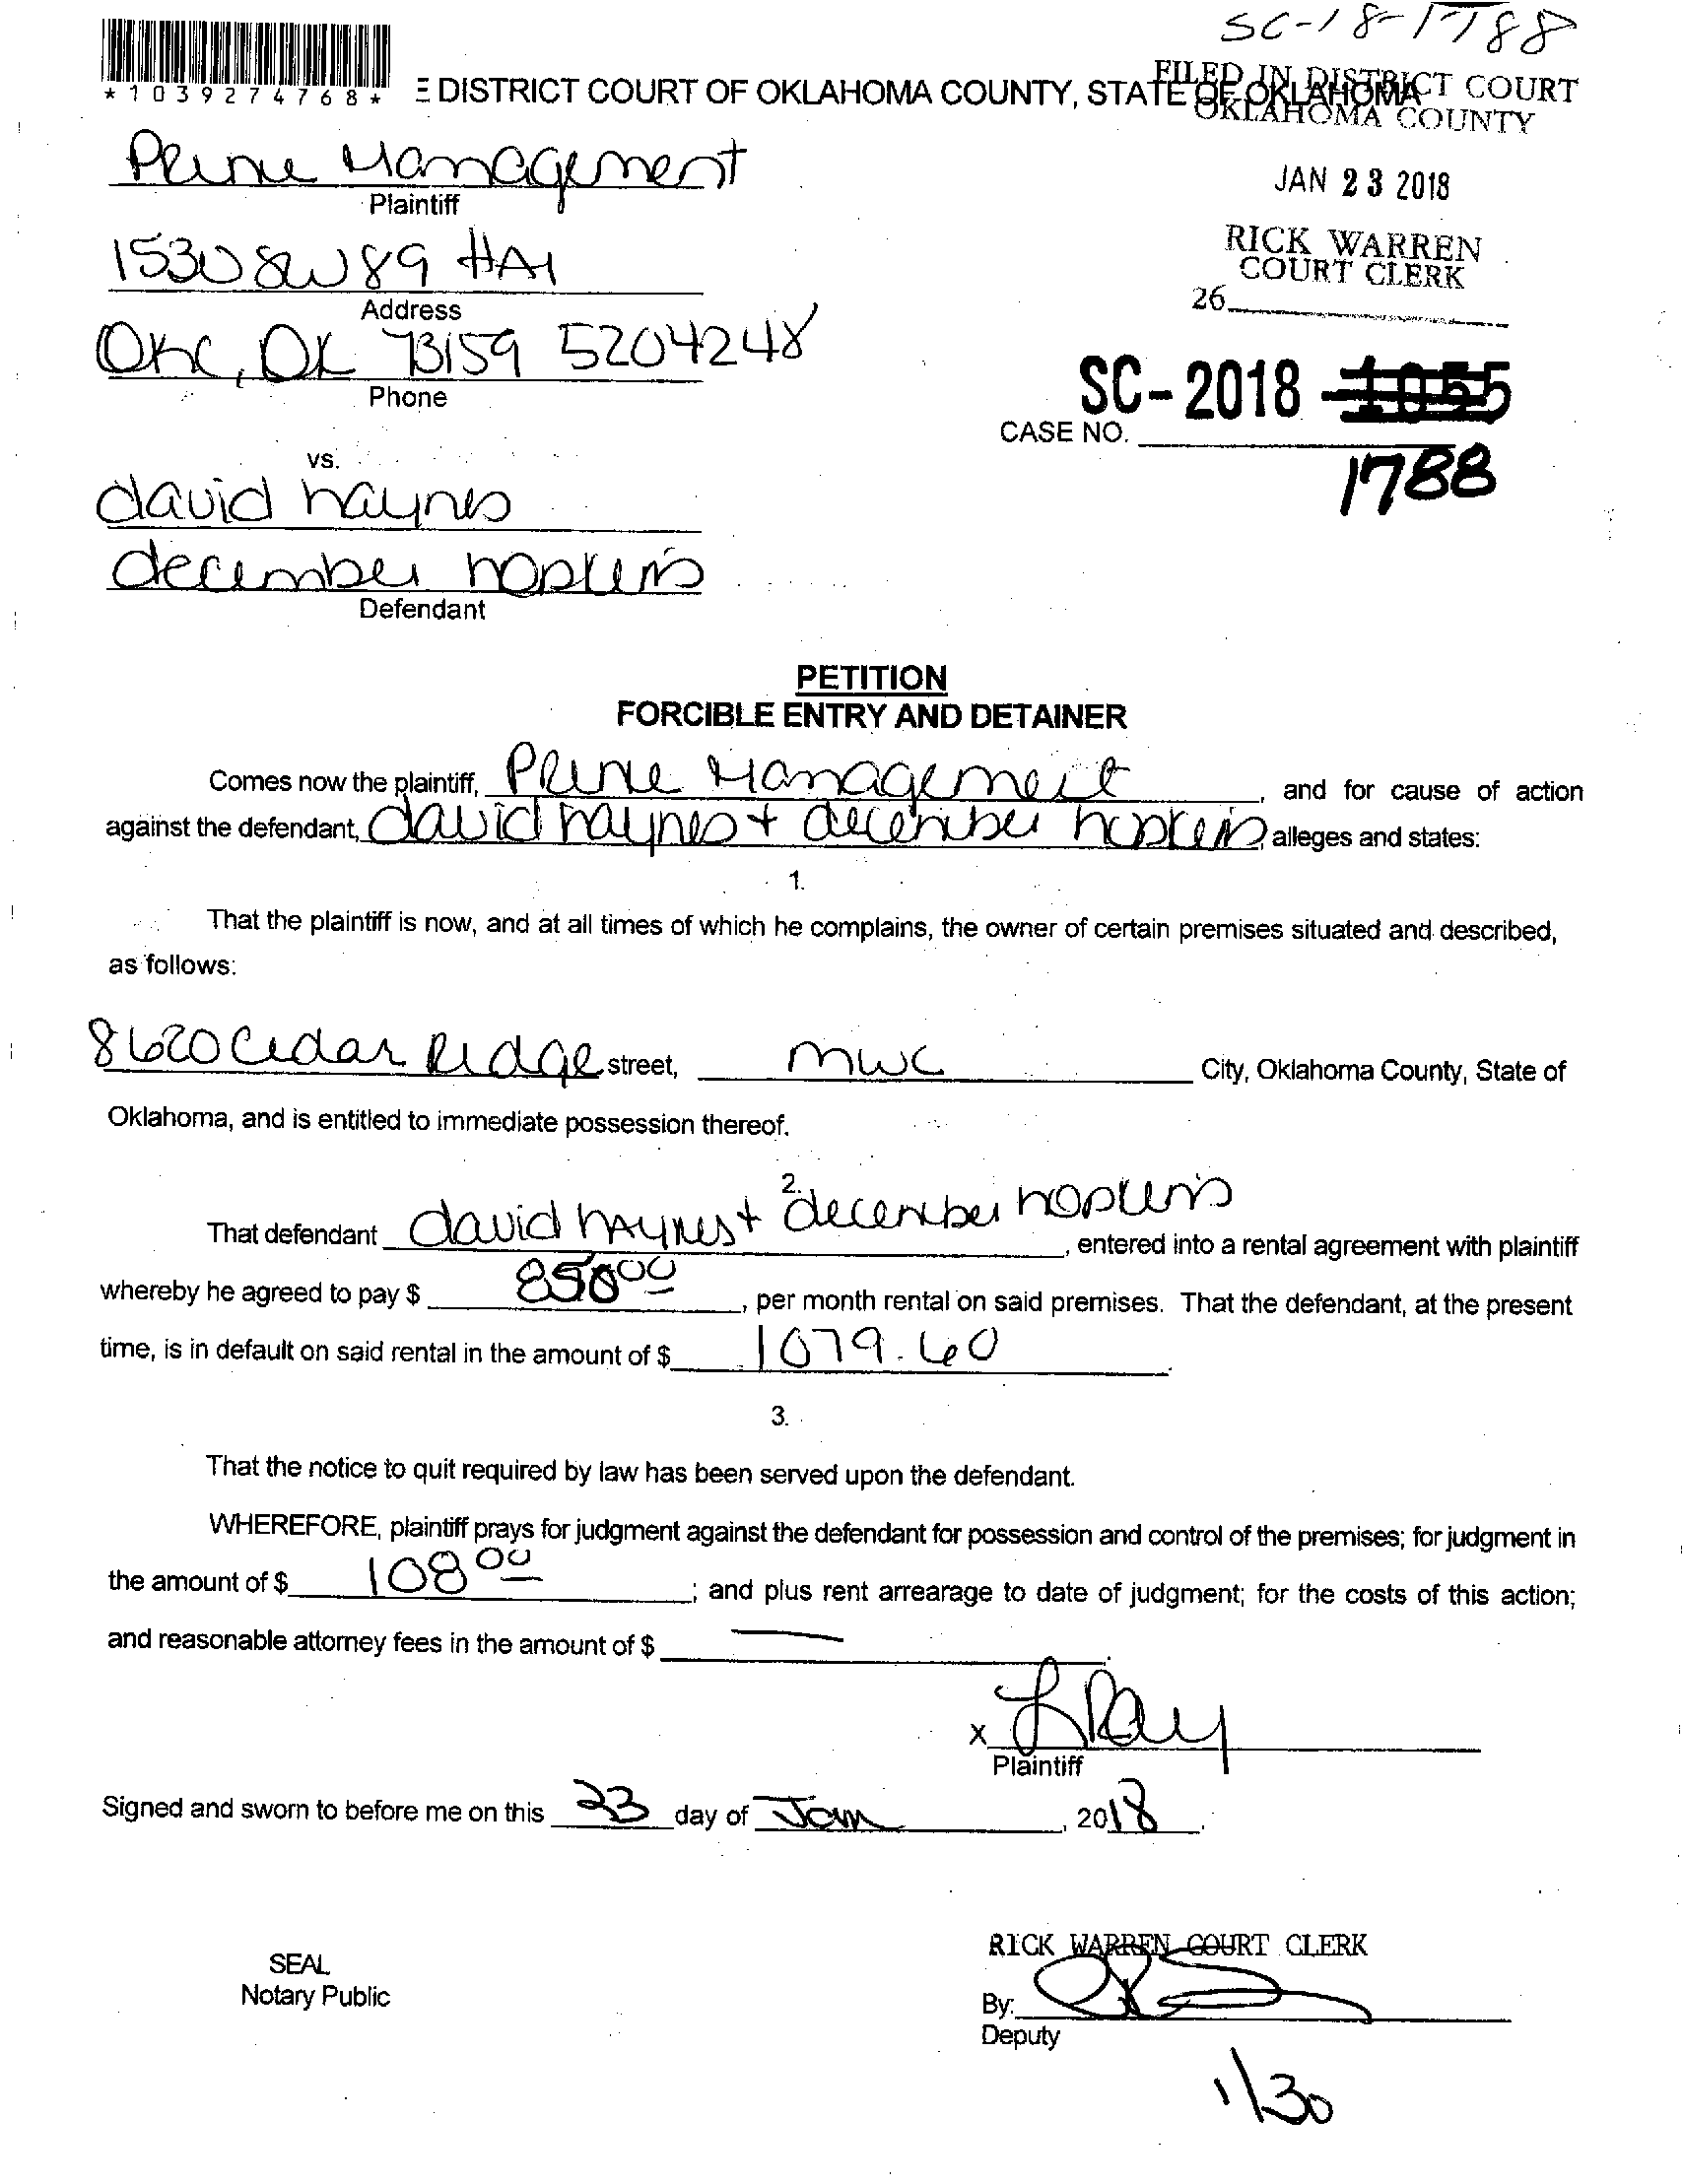 SC-18-1788
*1039274768*
E DISTRICT COURT OF OKLAHOMA COUNTY, STATE OF OKLAHOMA
FILED IN DISTRICT COURT
OKLAHOMA COUNTY
JAN 23 2018
RICK WARREN
COURT CLERK
26
Management
Plaintiff
1530 SW 89 #A1
Address
OKC, OK 73159 5204248
Phone
SC-2018-1055
CASE NO.
1788
vs.
david haynes
december hopkins
Defendant
PETITION
FORCIBLE ENTRY AND DETAINER
Comes now the plaintiff, Management, and for cause of action
against the defendant, david haynes + december hopkins, alleges and states:
1.
That the plaintiff is now, and at all times of which he complains, the owner of certain premises situated and described,
as follows:
8620 Cedar Ridge street, mwc City, Oklahoma County, State of
Oklahoma, and is entitled to immediate possession thereof.
2.
That defendant david haynes + december hopkins, entered into a rental agreement with plaintiff
whereby he agreed to pay $ 850 00, per month rental on said premises. That the defendant, at the present
time, is in default on said rental in the amount of $ 1079.60.
3.
That the notice to quit required by law has been served upon the defendant.
WHEREFORE, plaintiff prays for judgment against the defendant for possession and control of the premises; for judgment in
the amount of $ 108 00; and plus rent arrearage to date of judgment; for the costs of this action;
and reasonable attorney fees in the amount of $ —.
x LRay
Plaintiff
Signed and sworn to before me on this 23 day of Jan, 2018.
SEAL
Notary Public
RICK WARREN COURT CLERK
By:
Deputy
1/30